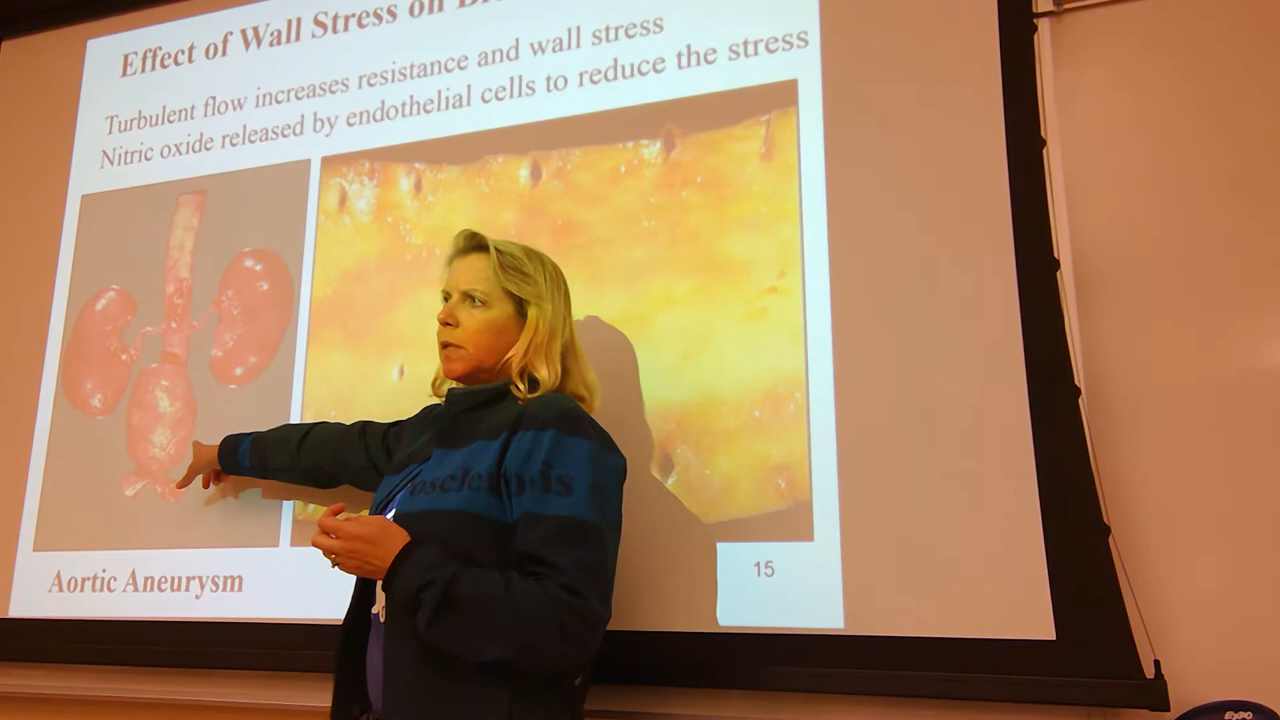 Effect of Wall Stress on
Turbulent flow increases resistance and wall stress
Nitric oxide released by endothelial cells to reduce the stress
Aortic Aneurysm
15
EXPO